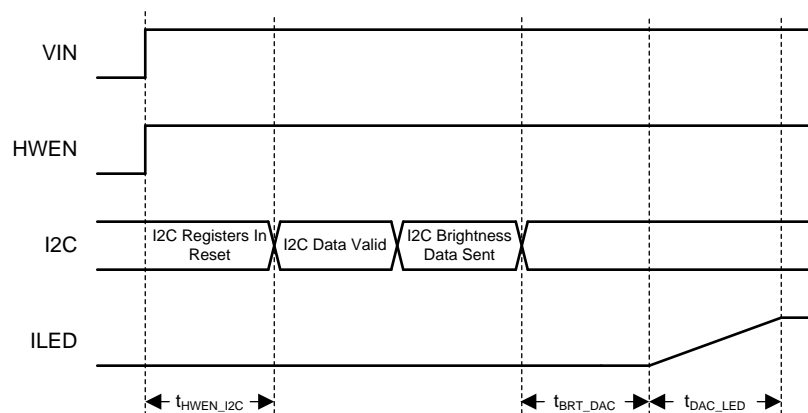 VIN
HWEN
I2C
I2C Registers In
Reset
I2C Data Valid
I2C Brightness
Data Sent
ILED
tHWEN_I2C
tBRT_DAC
tDAC_LED